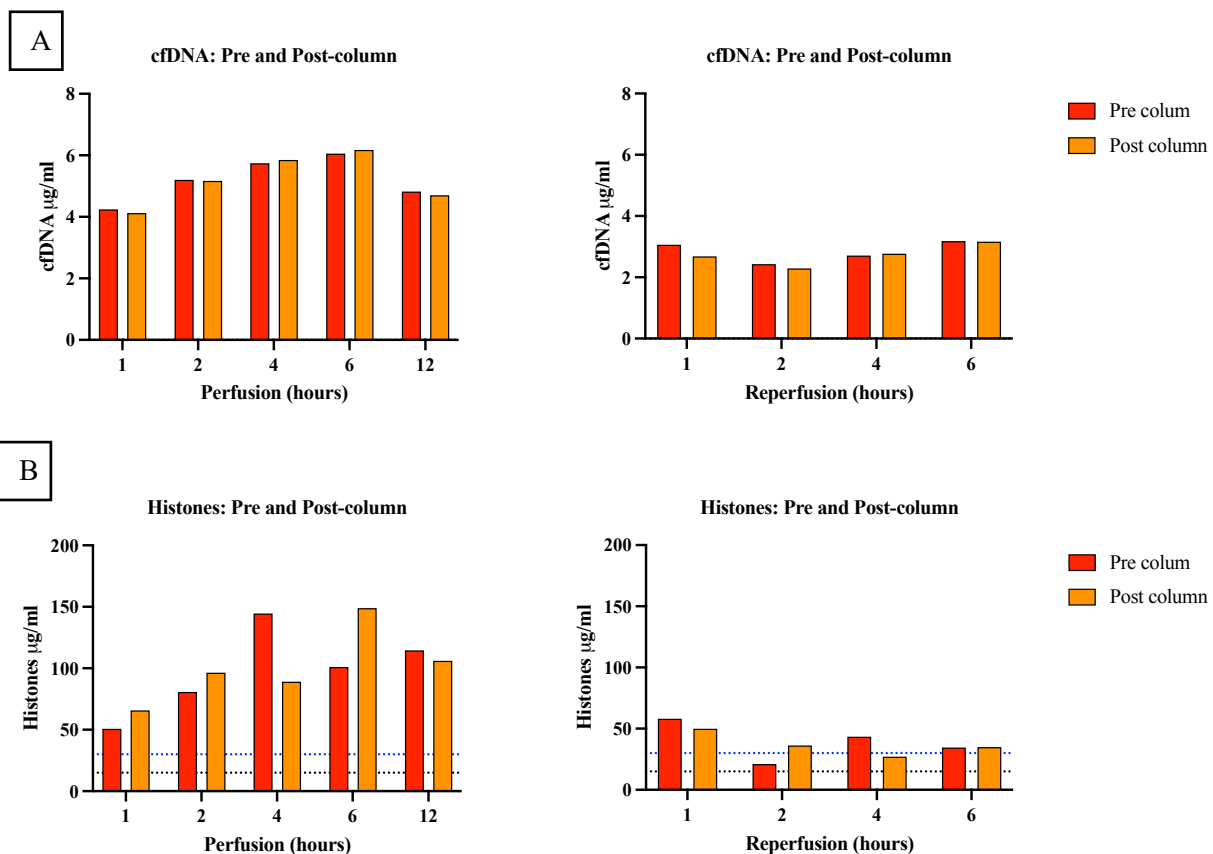 A
cfDNA: Pre and Post-column
cfDNA µg/ml
8
6
4
2
0
1 2 4 6 12
Perfusion (hours)
cfDNA: Pre and Post-column
cfDNA µg/ml
8
6
4
2
0
1 2 4 6
Reperfusion (hours)
Pre colum
Post column
B
Histones: Pre and Post-column
Histones µg/ml
200
150
100
50
0
1 2 4 6 12
Perfusion (hours)
Histones: Pre and Post-column
Histones µg/ml
200
150
100
50
0
1 2 4 6
Reperfusion (hours)
Pre colum
Post column